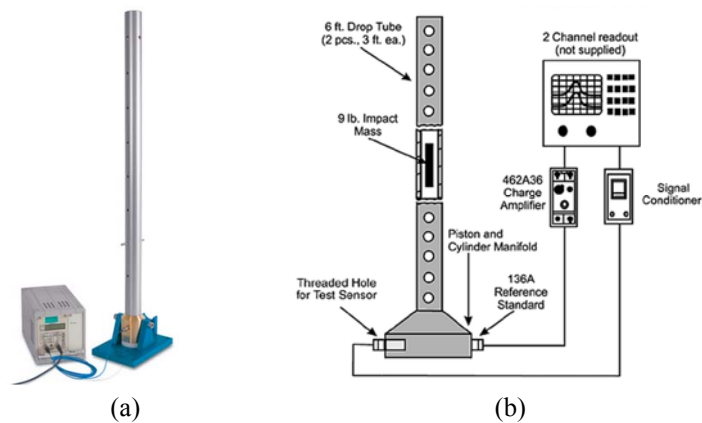 6 ft. Drop Tube
(2 pcs., 3 ft. ea.)
2 Channel readout
(not supplied)
9 lb. Impact
Mass
462A36
Charge
Amplifier
Signal
Conditioner
Piston and
Cylinder Manifold
Threaded Hole
for Test Sensor
136A
Reference
Standard
(a)
(b)